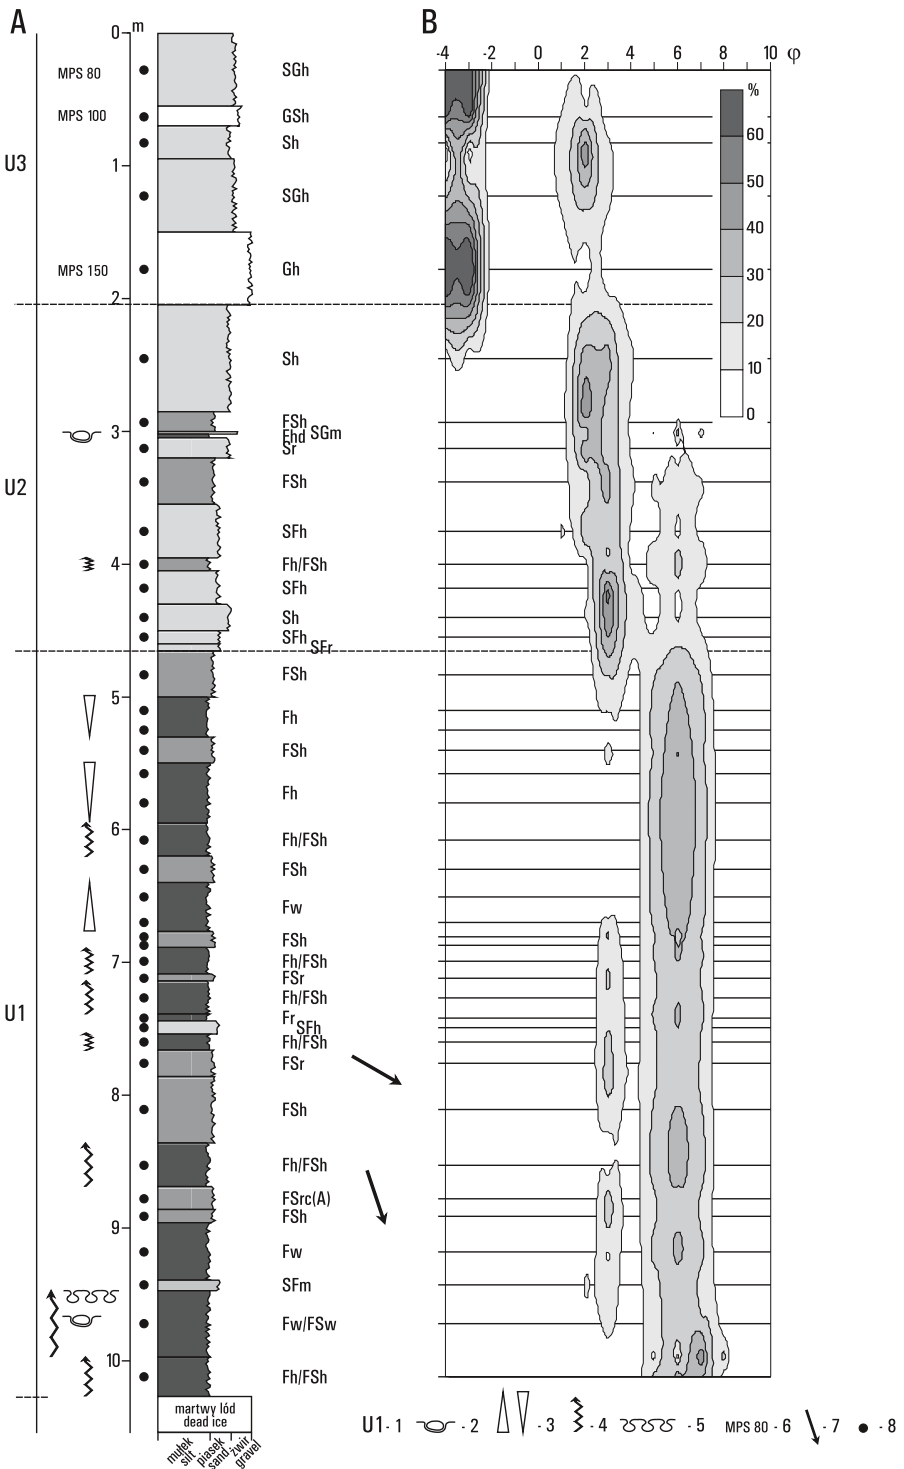 A
B
0 m
-4 -2 0 2 4 6 8 10 φ
MPS 80
SGh
%
MPS 100
GSh
60
Sh
U3
1
50
SGh
40
MPS 150
Gh
30
2
20
Sh
10
0
FSh
3
Fhd SGm
Sr
U2
FSh
SFh
4
Fh/FSh
SFh
Sh
SFh
SFr
FSh
5
Fh
FSh
Fh
6
Fh/FSh
FSh
Fw
FSh
7
Fh/FSh
FSr
Fh/FSh
U1
Fr
SFh
Fh/FSh
FSr
8
FSh
Fh/FSh
FSrc(A)
FSh
9
Fw
SFm
Fw/FSw
10
Fh/FSh
martwy lód
dead ice
mułek
silt
piasek
sand
żwir
gravel
U1 - 1 - 2 - 3 - 4 - 5 MPS 80 - 6 - 7 - 8